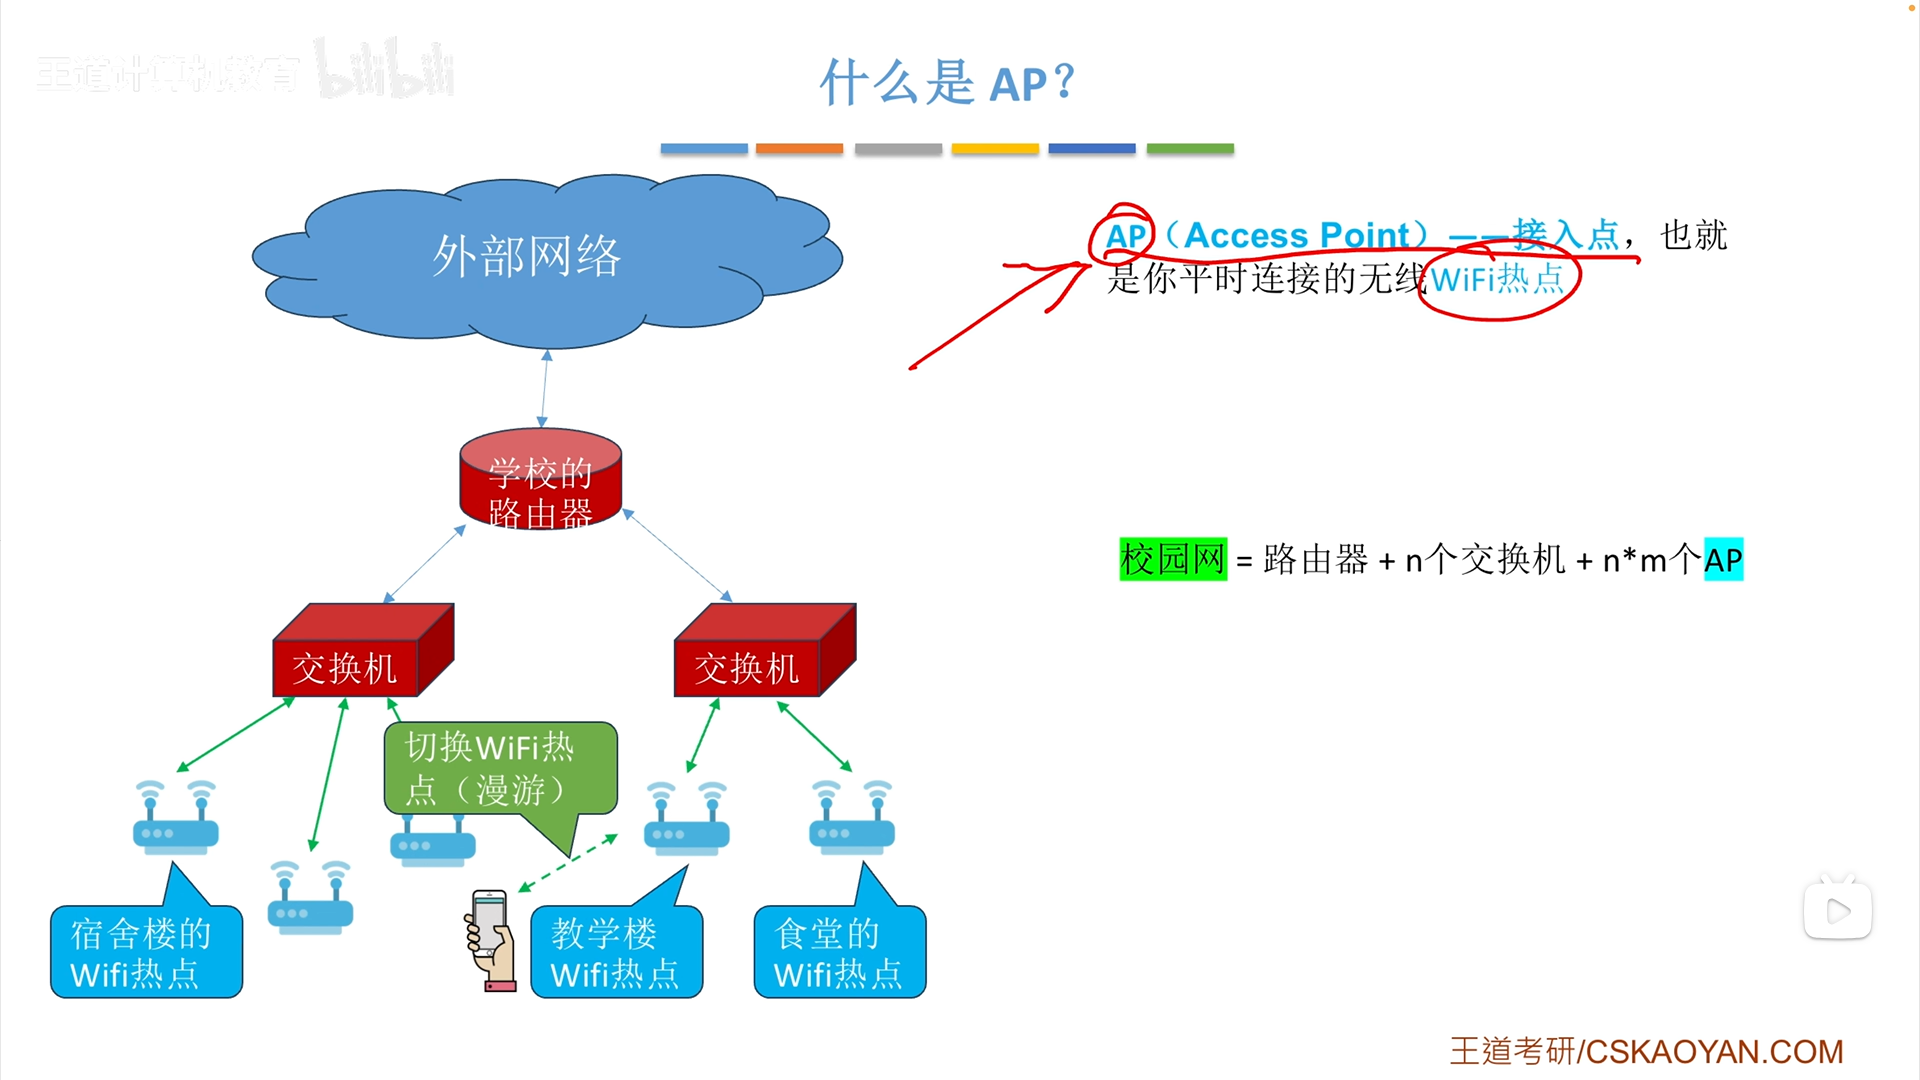 王道计算机教育 bilibili
什么是 AP？
外部网络
AP（Access Point）——接入点，也就
是你平时连接的无线WiFi热点
学校的
路由器
校园网 = 路由器 + n个交换机 + n*m个AP
交换机
交换机
切换WiFi热
点（漫游）
宿舍楼的
Wifi热点
教学楼
Wifi热点
食堂的
Wifi热点
王道考研/CSKAOYAN.COM